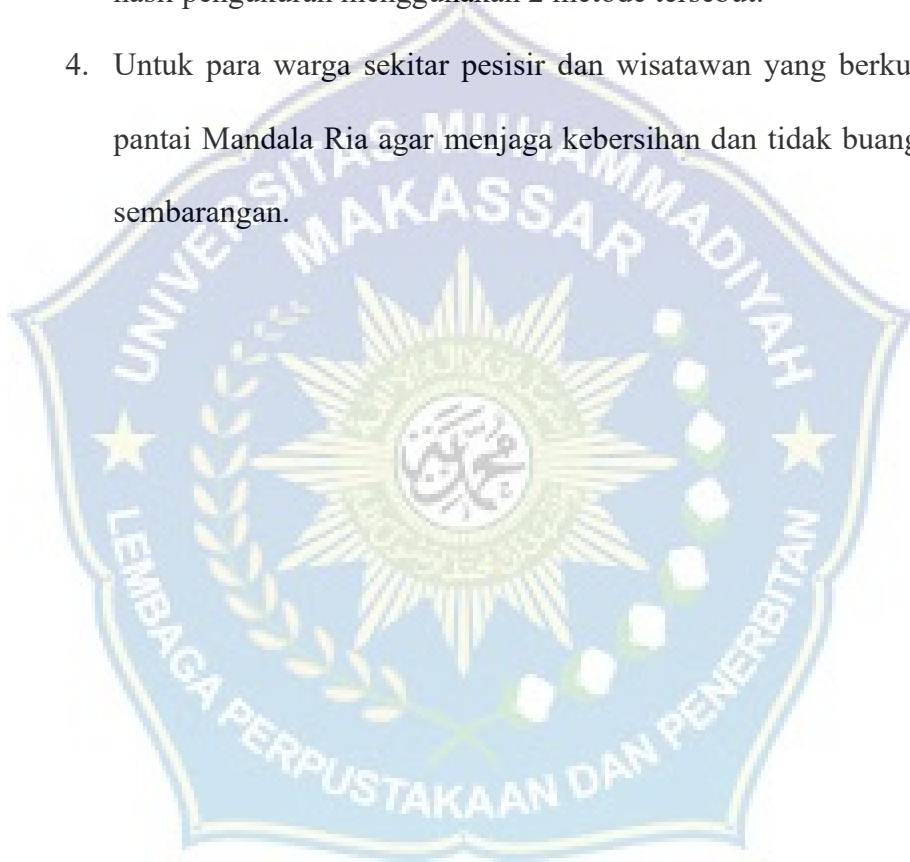 hasil pengukuran menggunakan 2 metode tersebut.
4. Untuk para warga sekitar pesisir dan wisatawan yang berku
pantai Mandala Ria agar menjaga kebersihan dan tidak buang
sembarangan.
UNIVERSITAS MUHAMMADIYAH
MAKASSAR
LEMBAGA PERPUSTAKAAN DAN PENERBITAN